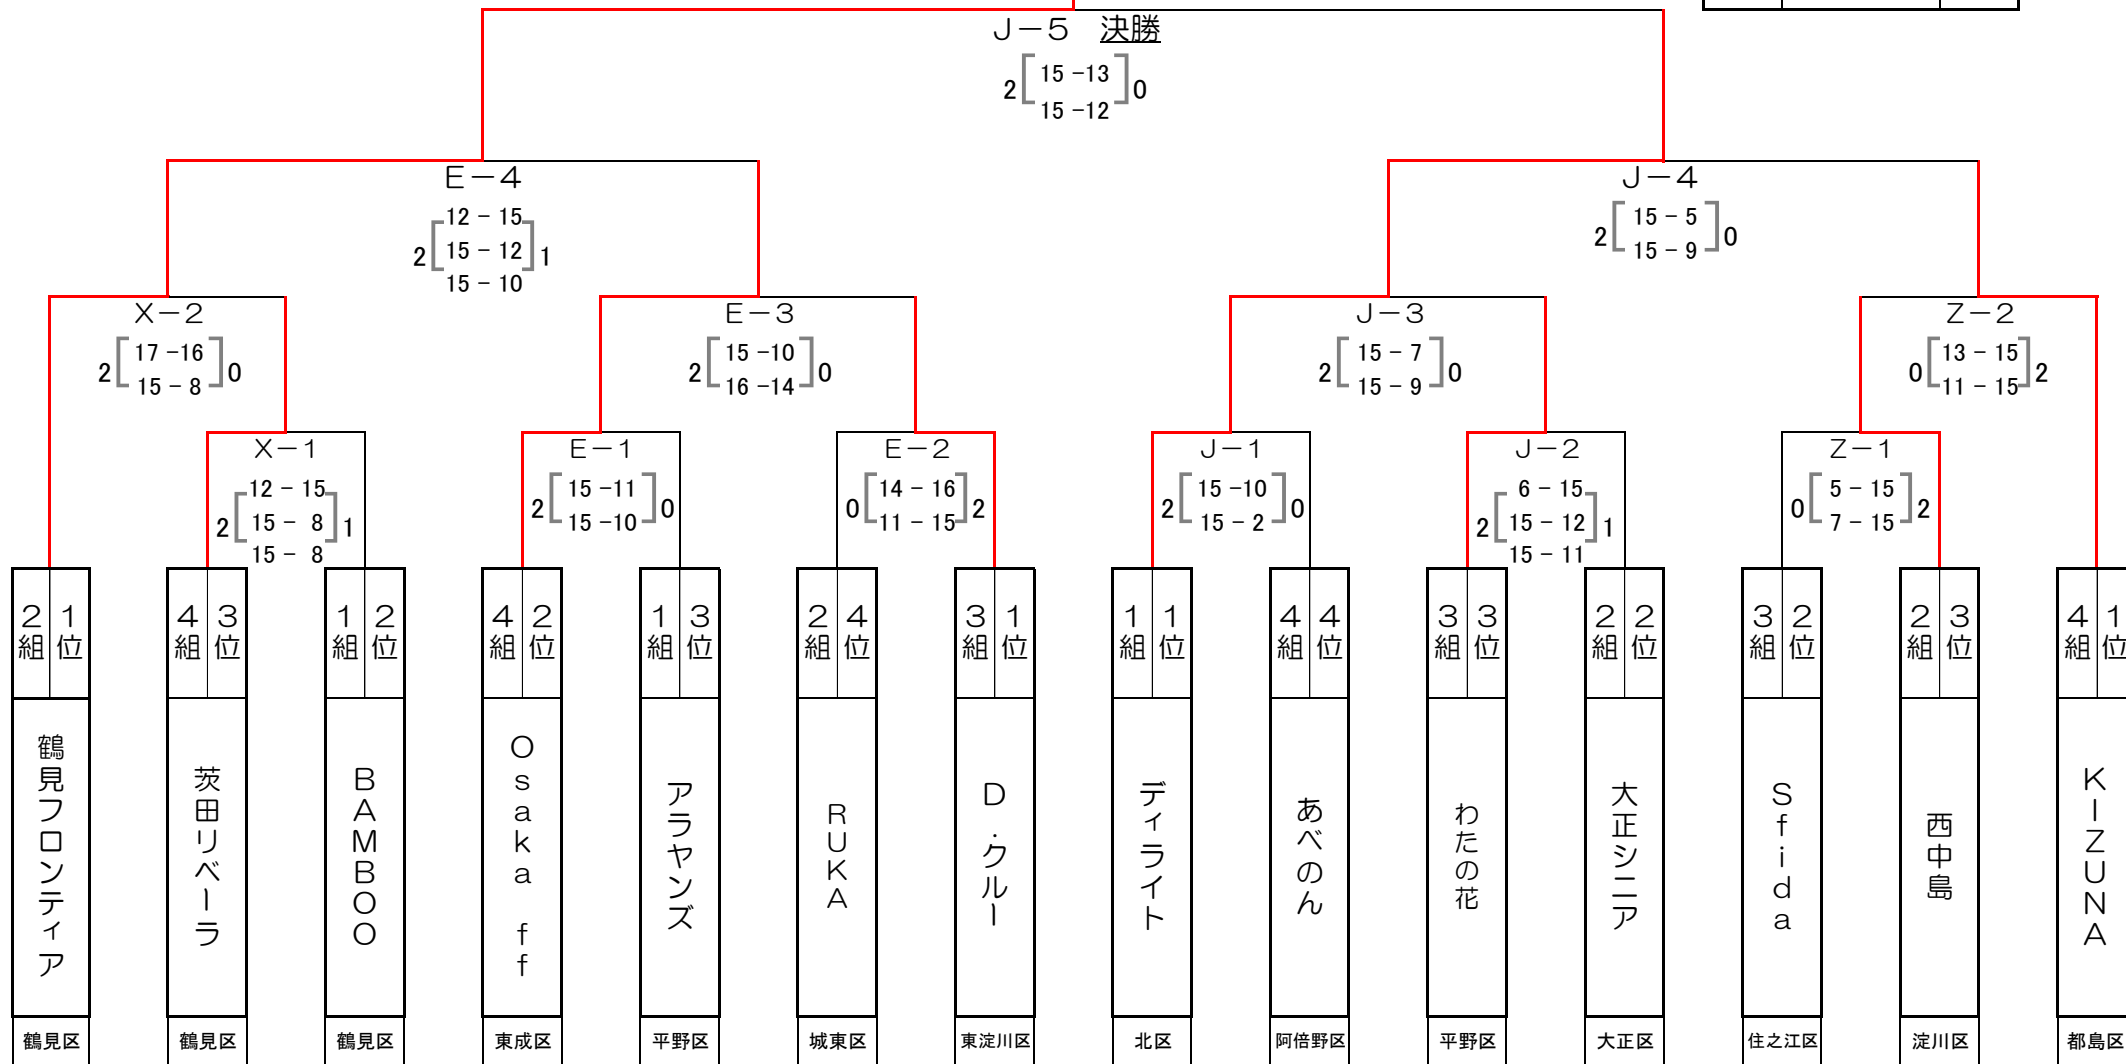 J－5　決勝
2 15 -13 0
15 -12
E－4
12 - 15
2 15 - 12 1
15 - 10
J－4
2 15 - 5 0
15 - 9
X－2
2 17 -16 0
15 - 8
E－3
2 15 -10 0
16 -14
J－3
2 15 - 7 0
15 - 9
Z－2
0 13 - 15 2
11 - 15
X－1
12 - 15
2 15 - 8 1
15 - 8
E－1
2 15 -11 0
15 -10
E－2
0 14 - 16 2
11 - 15
J－1
2 15 -10 0
15 - 2
J－2
6 - 15
2 15 - 12 1
15 - 11
Z－1
0 5 - 15 2
7 - 15
2組 1位
鶴見フロンティア
鶴見区
4組 3位
茨田リベーラ
鶴見区
1組 2位
BAMBOO
鶴見区
4組 2位
Osaka ff
東成区
1組 3位
アラヤンズ
平野区
2組 4位
RUKA
城東区
3組 1位
D.クルー
東淀川区
1組 1位
ディライト
北区
4組 4位
あべのん
阿倍野区
3組 3位
わたの花
平野区
2組 2位
大正シニア
大正区
3組 2位
Sfida
住之江区
2組 3位
西中島
淀川区
4組 1位
KIZUNA
都島区